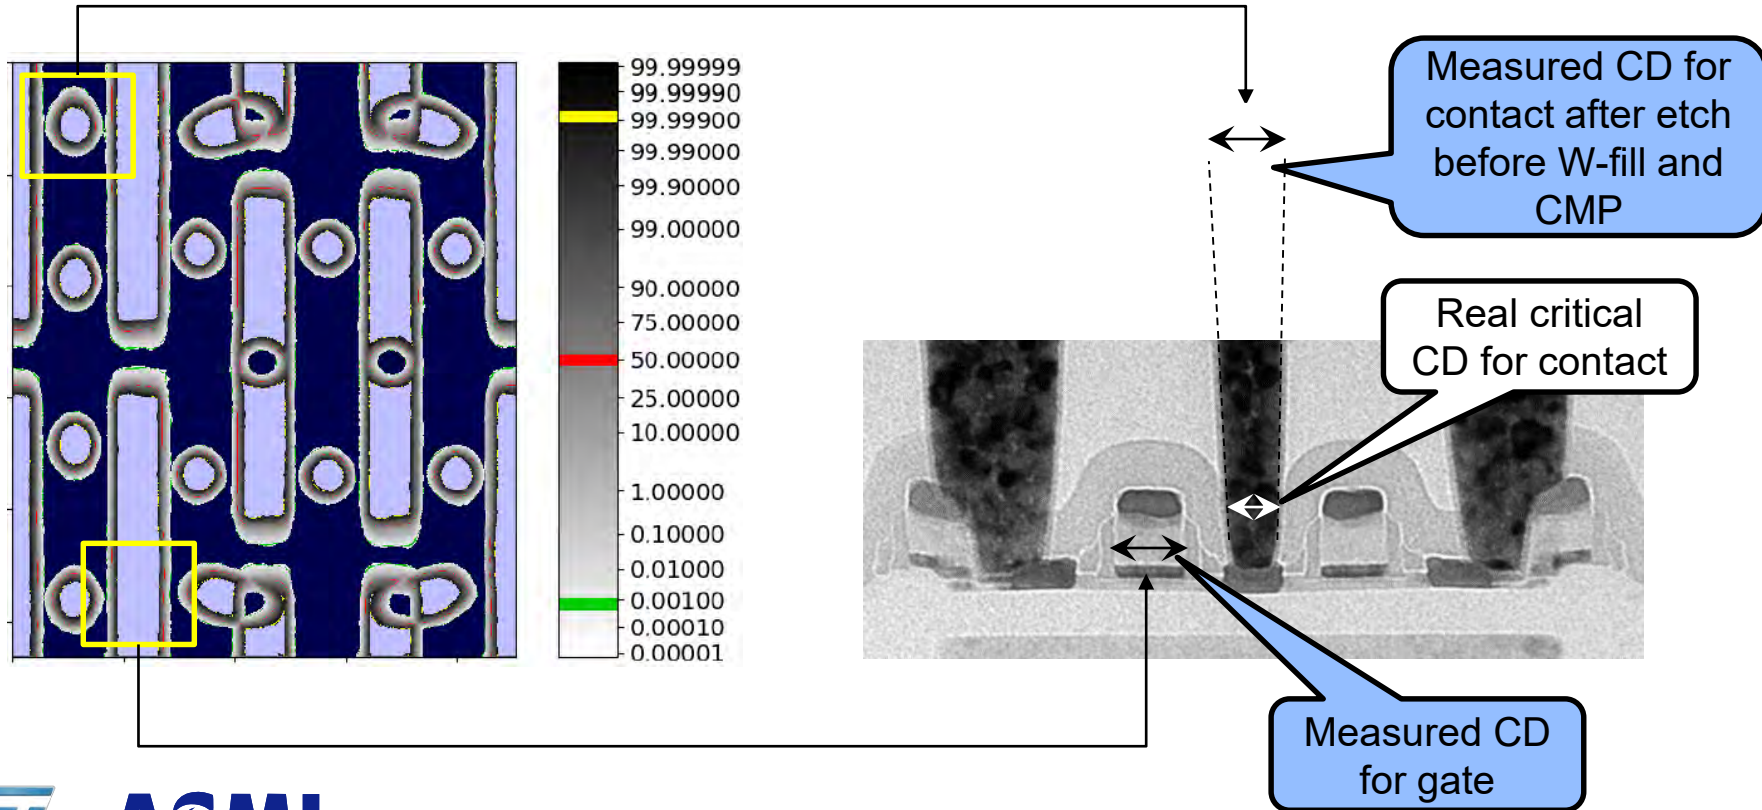 99.99999
99.99990
99.99900
99.99000
99.90000
99.00000
90.00000
75.00000
50.00000
25.00000
10.00000
1.00000
0.10000
0.01000
0.00100
0.00010
0.00001
Measured CD for
contact after etch
before W-fill and
CMP
Real critical
CD for contact
Measured CD
for gate
ASML